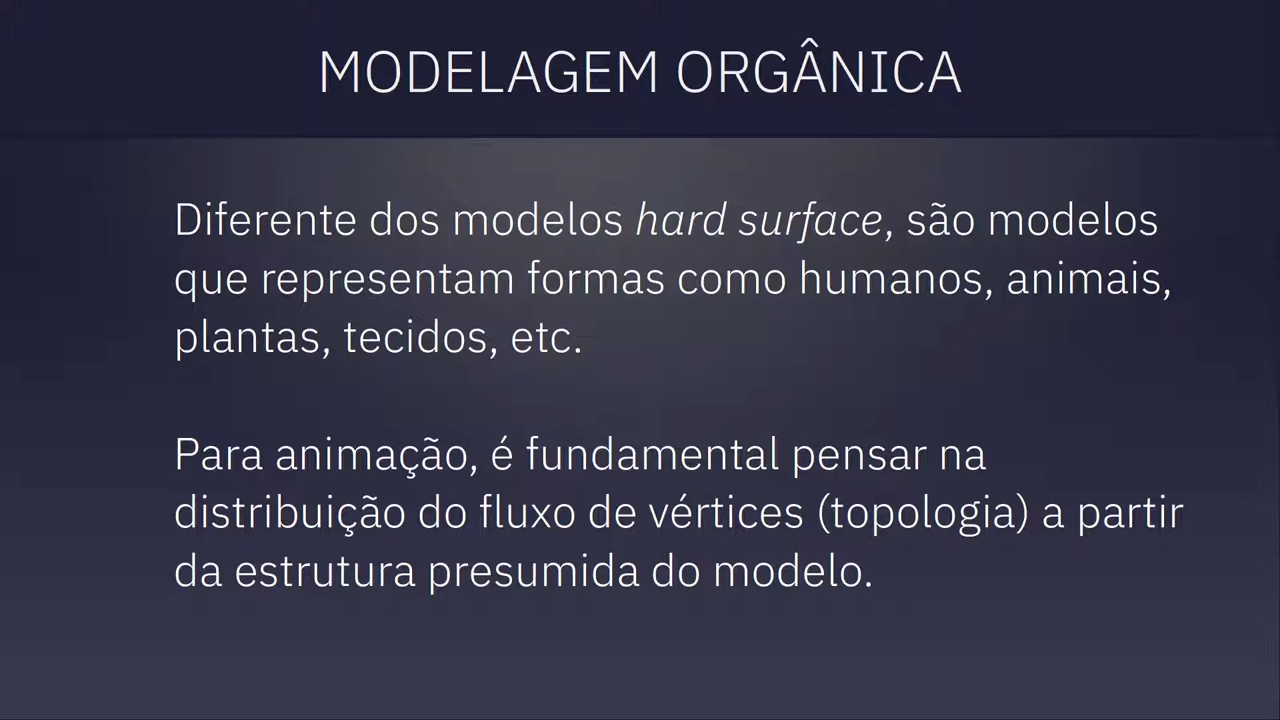 MODELAGEM ORGÂNICA
Diferente dos modelos hard surface, são modelos
que representam formas como humanos, animais,
plantas, tecidos, etc.
Para animação, é fundamental pensar na
distribuição do fluxo de vértices (topologia) a partir
da estrutura presumida do modelo.